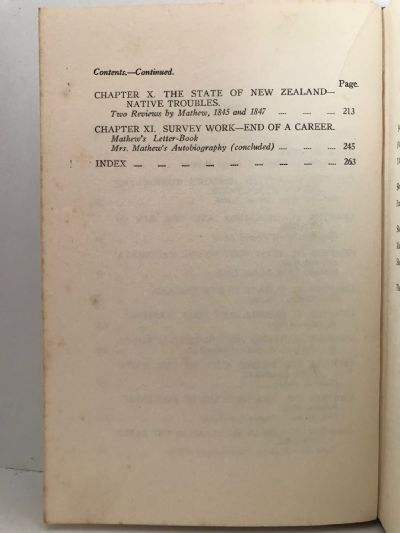 Contents.—Continued.
Page.
CHAPTER X. THE STATE OF NEW ZEALAND—
NATIVE TROUBLES.
Two Reviews by Mathew, 1845 and 1847 .... .... .... 213
CHAPTER XI. SURVEY WORK—END OF A CAREER.
Mathew's Letter-Book
Mrs. Mathew's Autobiography (concluded) .... .... .... 245
INDEX .... .... .... .... .... .... .... .... .... 263